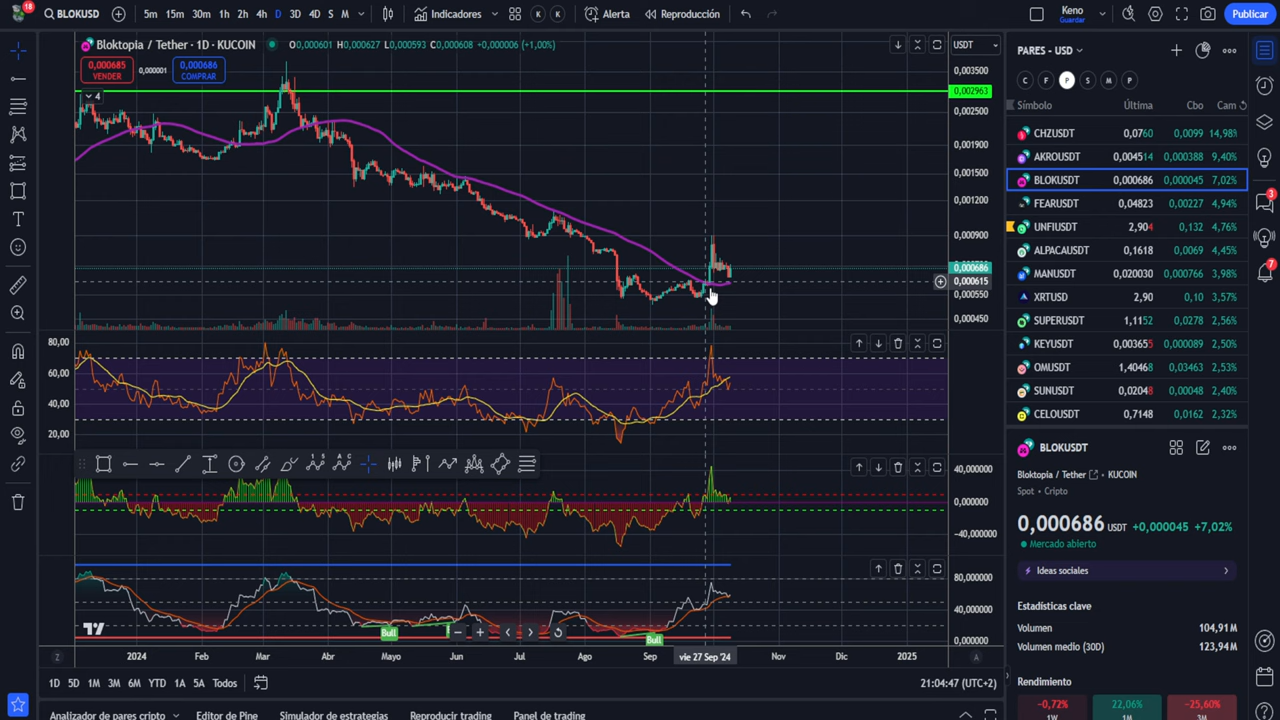 18
BLOKUSD
5m 15m 30m 1h 2h 4h D 3D 4D S M
Indicadores
K K
Alerta
Reproducción
Keno
Guardar
Publicar
Bloktopia / Tether · 1D · KUCOIN
O0,000601 H0,000627 L0,000593 C0,000608 +0,000006 (+1,00%)
0,000685
VENDER
0,000001
0,000686
COMPRAR
4
USDT
0,003500
0,002963
0,002500
0,001900
0,001500
0,001200
0,000900
0,000686
0,000615
0,000550
0,000450
80,00
60,00
40,00
20,00
40,000000
0,000000
-40,000000
80,000000
40,000000
0,000000
Bull
Bull
Z
2024
Feb
Mar
Abr
Mayo
Jun
Jul
Ago
Sep
vie 27 Sep '24
Nov
Dic
2025
A
1D 5D 1M 3M 6M YTD 1A 5A Todos
21:04:47 (UTC+2)
Analizador de pares cripto
Editor de Pine
Simulador de estrategias
Reproducir trading
Panel de trading
PARES - USD
C F P S M P
Símbolo Última Cbo Cam
CHZUSDT 0,0760 0,0099 14,98%
AKROUSDT 0,004514 0,000388 9,40%
BLOKUSDT 0,000686 0,000045 7,02%
FEARUSDT 0,04823 0,00227 4,94%
UNFIUSDT 2,904 0,132 4,76%
ALPACAUSDT 0,1618 0,0069 4,45%
MANUSDT 0,020030 0,000766 3,98%
XRTUSD 2,90 0,10 3,57%
SUPERUSDT 1,1152 0,0278 2,56%
KEYUSDT 0,003655 0,000089 2,50%
OMUSDT 1,40468 0,03463 2,53%
SUNUSDT 0,02048 0,00048 2,40%
CELOUSDT 0,7148 0,0162 2,32%
BLOKUSDT
Bloktopia / Tether · KUCOIN
Spot · Cripto
0,000686 USDT +0,000045 +7,02%
Mercado abierto
Ideas sociales
Estadísticas clave
Volumen 104,91M
Volumen medio (30D) 123,94M
Rendimiento
-0,72% 22,06% -25,60%
1W 1M 3M
3
7